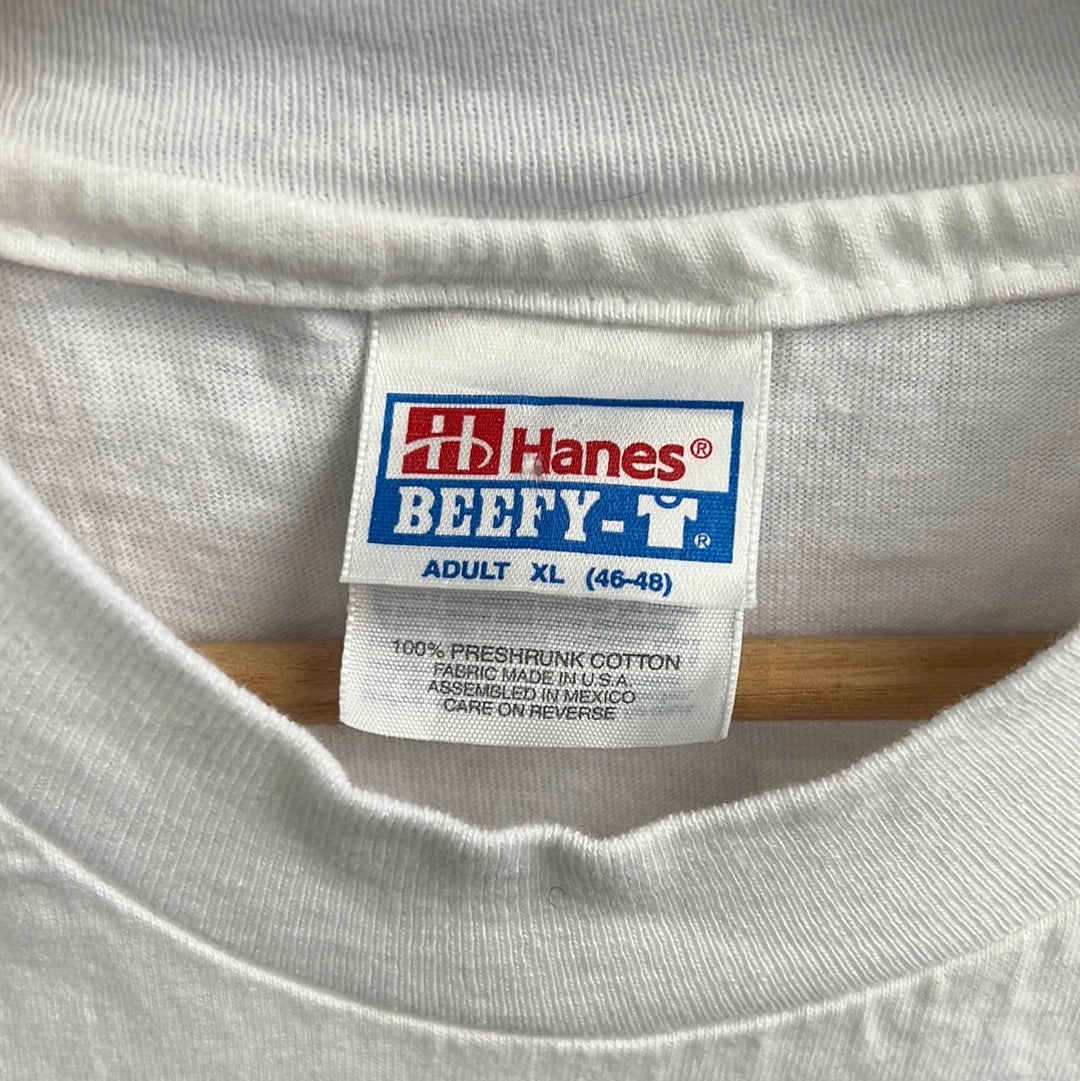 Hanes®
BEEFY-T®
ADULT XL (46-48)
100% PRESHRUNK COTTON
FABRIC MADE IN U.S.A.
ASSEMBLED IN MEXICO
CARE ON REVERSE